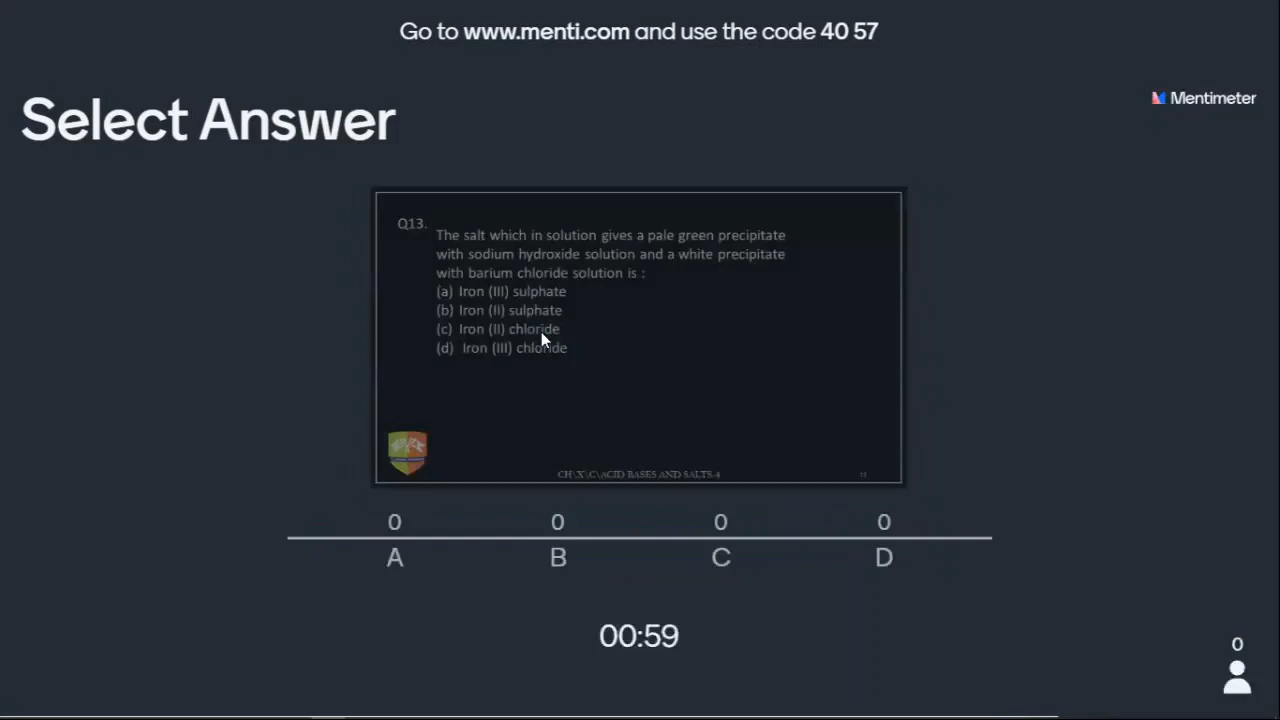 Go to www.menti.com and use the code 40 57
Mentimeter
Select Answer
Q13.
The salt which in solution gives a pale green precipitate
with sodium hydroxide solution and a white precipitate
with barium chloride solution is :
(a) Iron (III) sulphate
(b) Iron (II) sulphate
(c) Iron (II) chloride
(d) Iron (III) chloride
CH\X\C\ACID BASES AND SALTS-4
0 0 0 0
A B C D
00:59
0